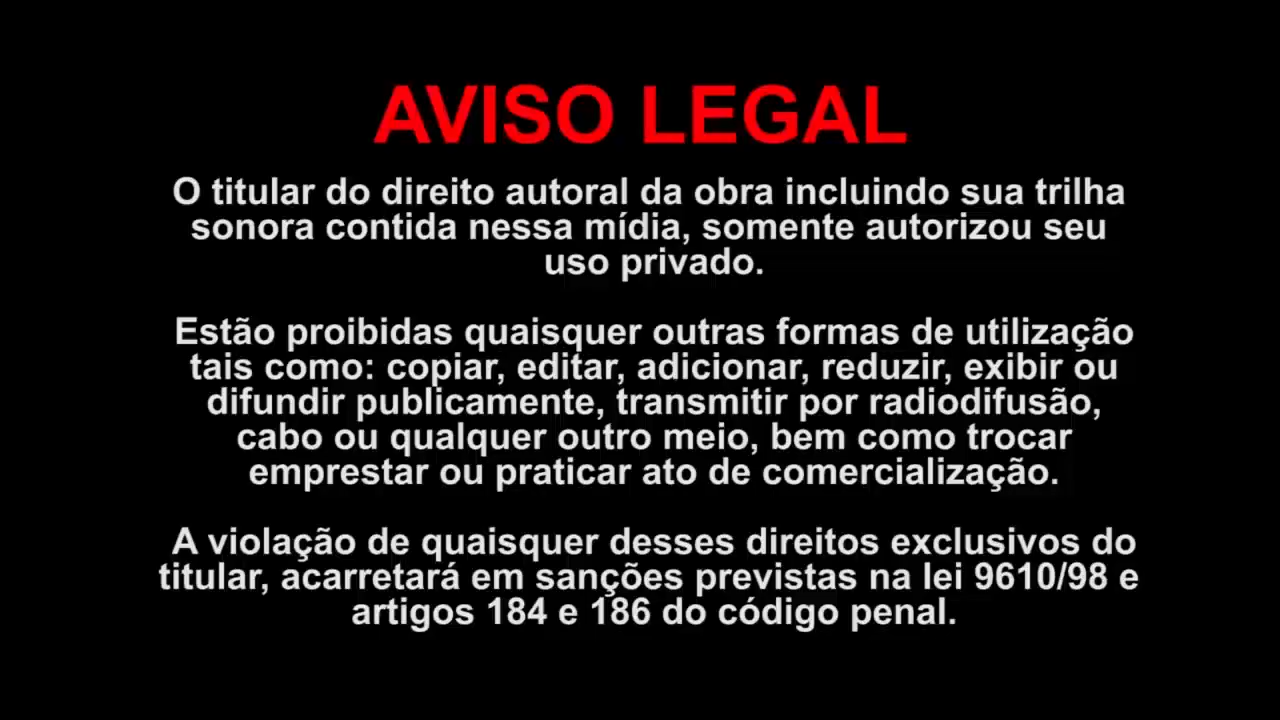 AVISO LEGAL
O titular do direito autoral da obra incluindo sua trilha
sonora contida nessa mídia, somente autorizou seu
uso privado.
Estão proibidas quaisquer outras formas de utilização
tais como: copiar, editar, adicionar, reduzir, exibir ou
difundir publicamente, transmitir por radiodifusão,
cabo ou qualquer outro meio, bem como trocar
emprestar ou praticar ato de comercialização.
A violação de quaisquer desses direitos exclusivos do
titular, acarretará em sanções previstas na lei 9610/98 e
artigos 184 e 186 do código penal.